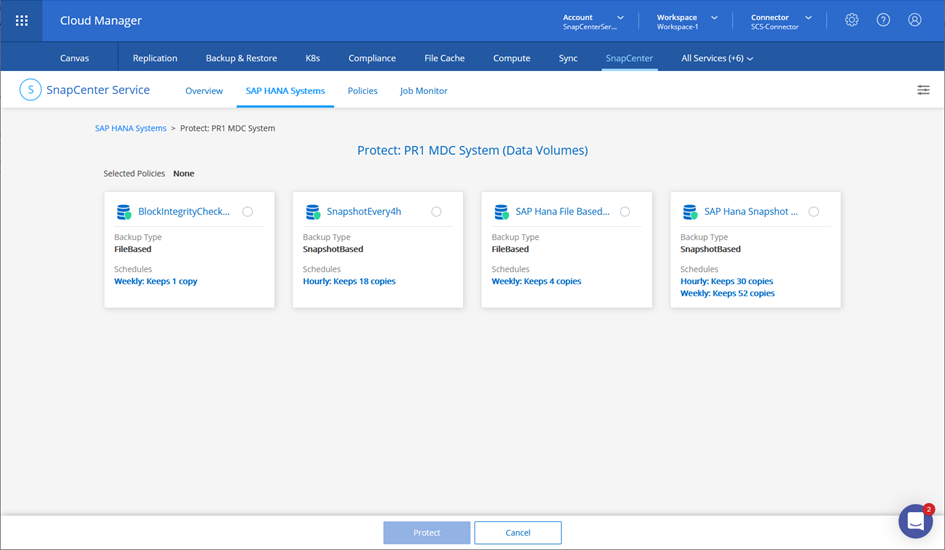 Cloud Manager
Account
SnapCenterSer...
Workspace
Workspace-1
Connector
SCS-Connector
Canvas
Replication
Backup & Restore
K8s
Compliance
File Cache
Compute
Sync
SnapCenter
All Services (+6)
S
SnapCenter Service
Overview
SAP HANA Systems
Policies
Job Monitor
SAP HANA Systems > Protect: PR1 MDC System
Protect: PR1 MDC System (Data Volumes)
Selected Policies None
BlockIntegrityCheck...
Backup Type
FileBased
Schedules
Weekly: Keeps 1 copy
SnapshotEvery4h
Backup Type
SnapshotBased
Schedules
Hourly: Keeps 18 copies
SAP Hana File Based...
Backup Type
FileBased
Schedules
Weekly: Keeps 4 copies
SAP Hana Snapshot ...
Backup Type
SnapshotBased
Schedules
Hourly: Keeps 30 copies
Weekly: Keeps 52 copies
Protect
Cancel
2